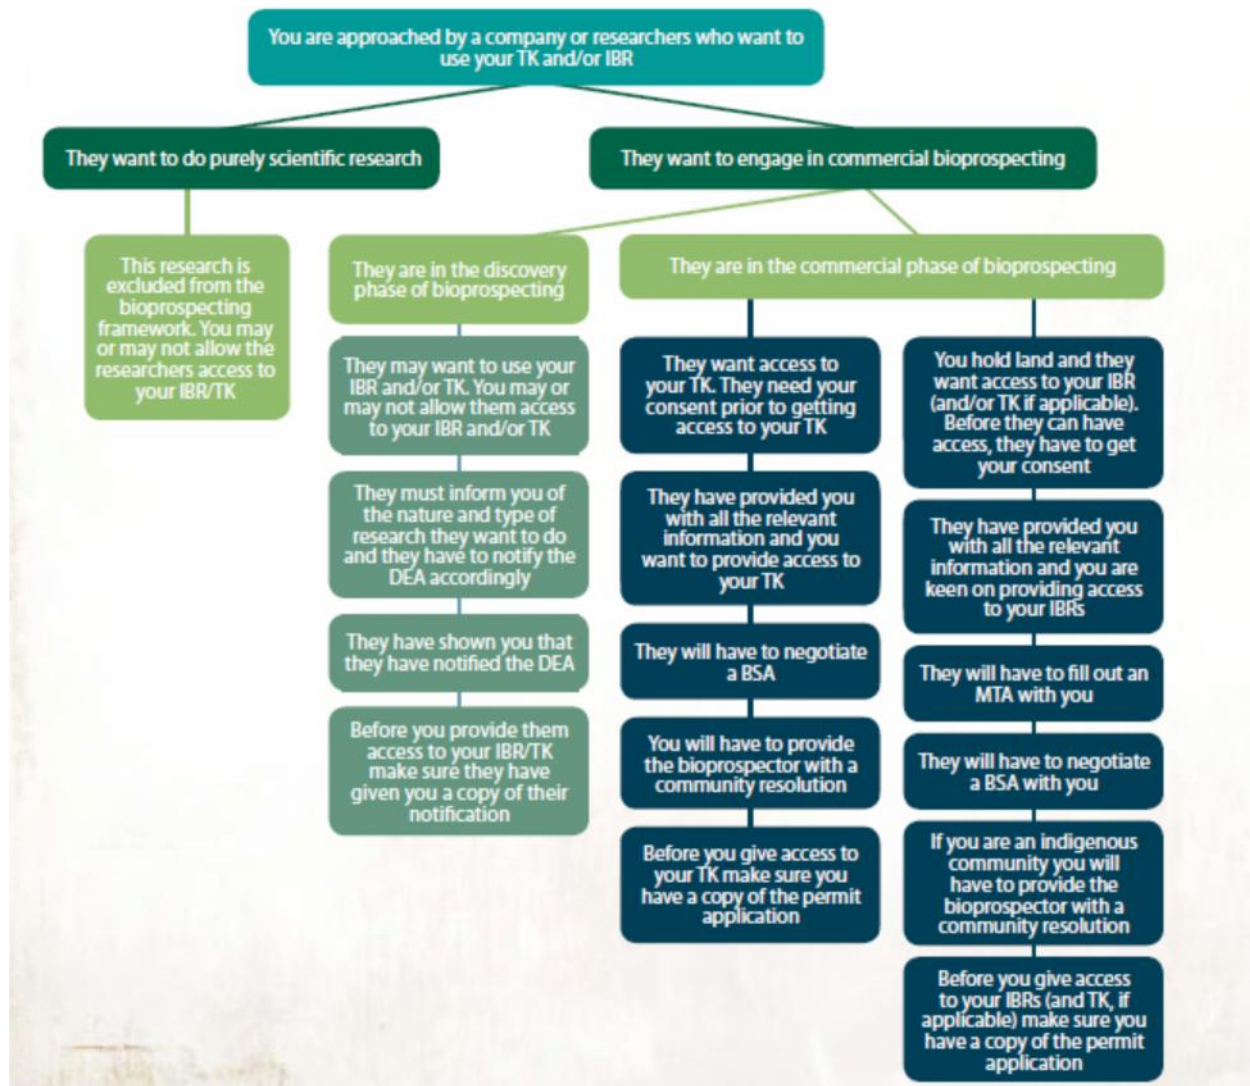 You are approached by a company or researchers who want to
use your TK and/or IBR
They want to do purely scientific research
They want to engage in commercial bioprospecting
This research is
excluded from the
bioprospecting
framework. You may
or may not allow the
researchers access to
your IBR/TK
They are in the discovery
phase of bioprospecting
They may want to use your
IBR and/or TK. You may or
may not allow them access
to your IBR and/or TK
They must inform you of
the nature and type of
research they want to do
and they have to notify the
DEA accordingly
They have shown you that
they have notified the DEA
Before you provide them
access to your IBR/TK
make sure they have
given you a copy of their
notification
They are in the commercial phase of bioprospecting
They want access to
your TK. They need your
consent prior to getting
access to your TK
They have provided you
with all the relevant
information and you
want to provide access to
your TK
They will have to negotiate
a BSA
You will have to provide
the bioprospector with a
community resolution
Before you give access to
your TK make sure you
have a copy of the permit
application
You hold land and they
want access to your IBR
(and/or TK if applicable).
Before they can have
access, they have to get
your consent
They have provided you
with all the relevant
information and you are
keen on providing access
to your IBRs
They will have to fill out an
MTA with you
They will have to negotiate
a BSA with you
If you are an indigenous
community you will
have to provide the
bioprospector with a
community resolution
Before you give access
to your IBRs (and TK, if
applicable) make sure you
have a copy of the permit
application